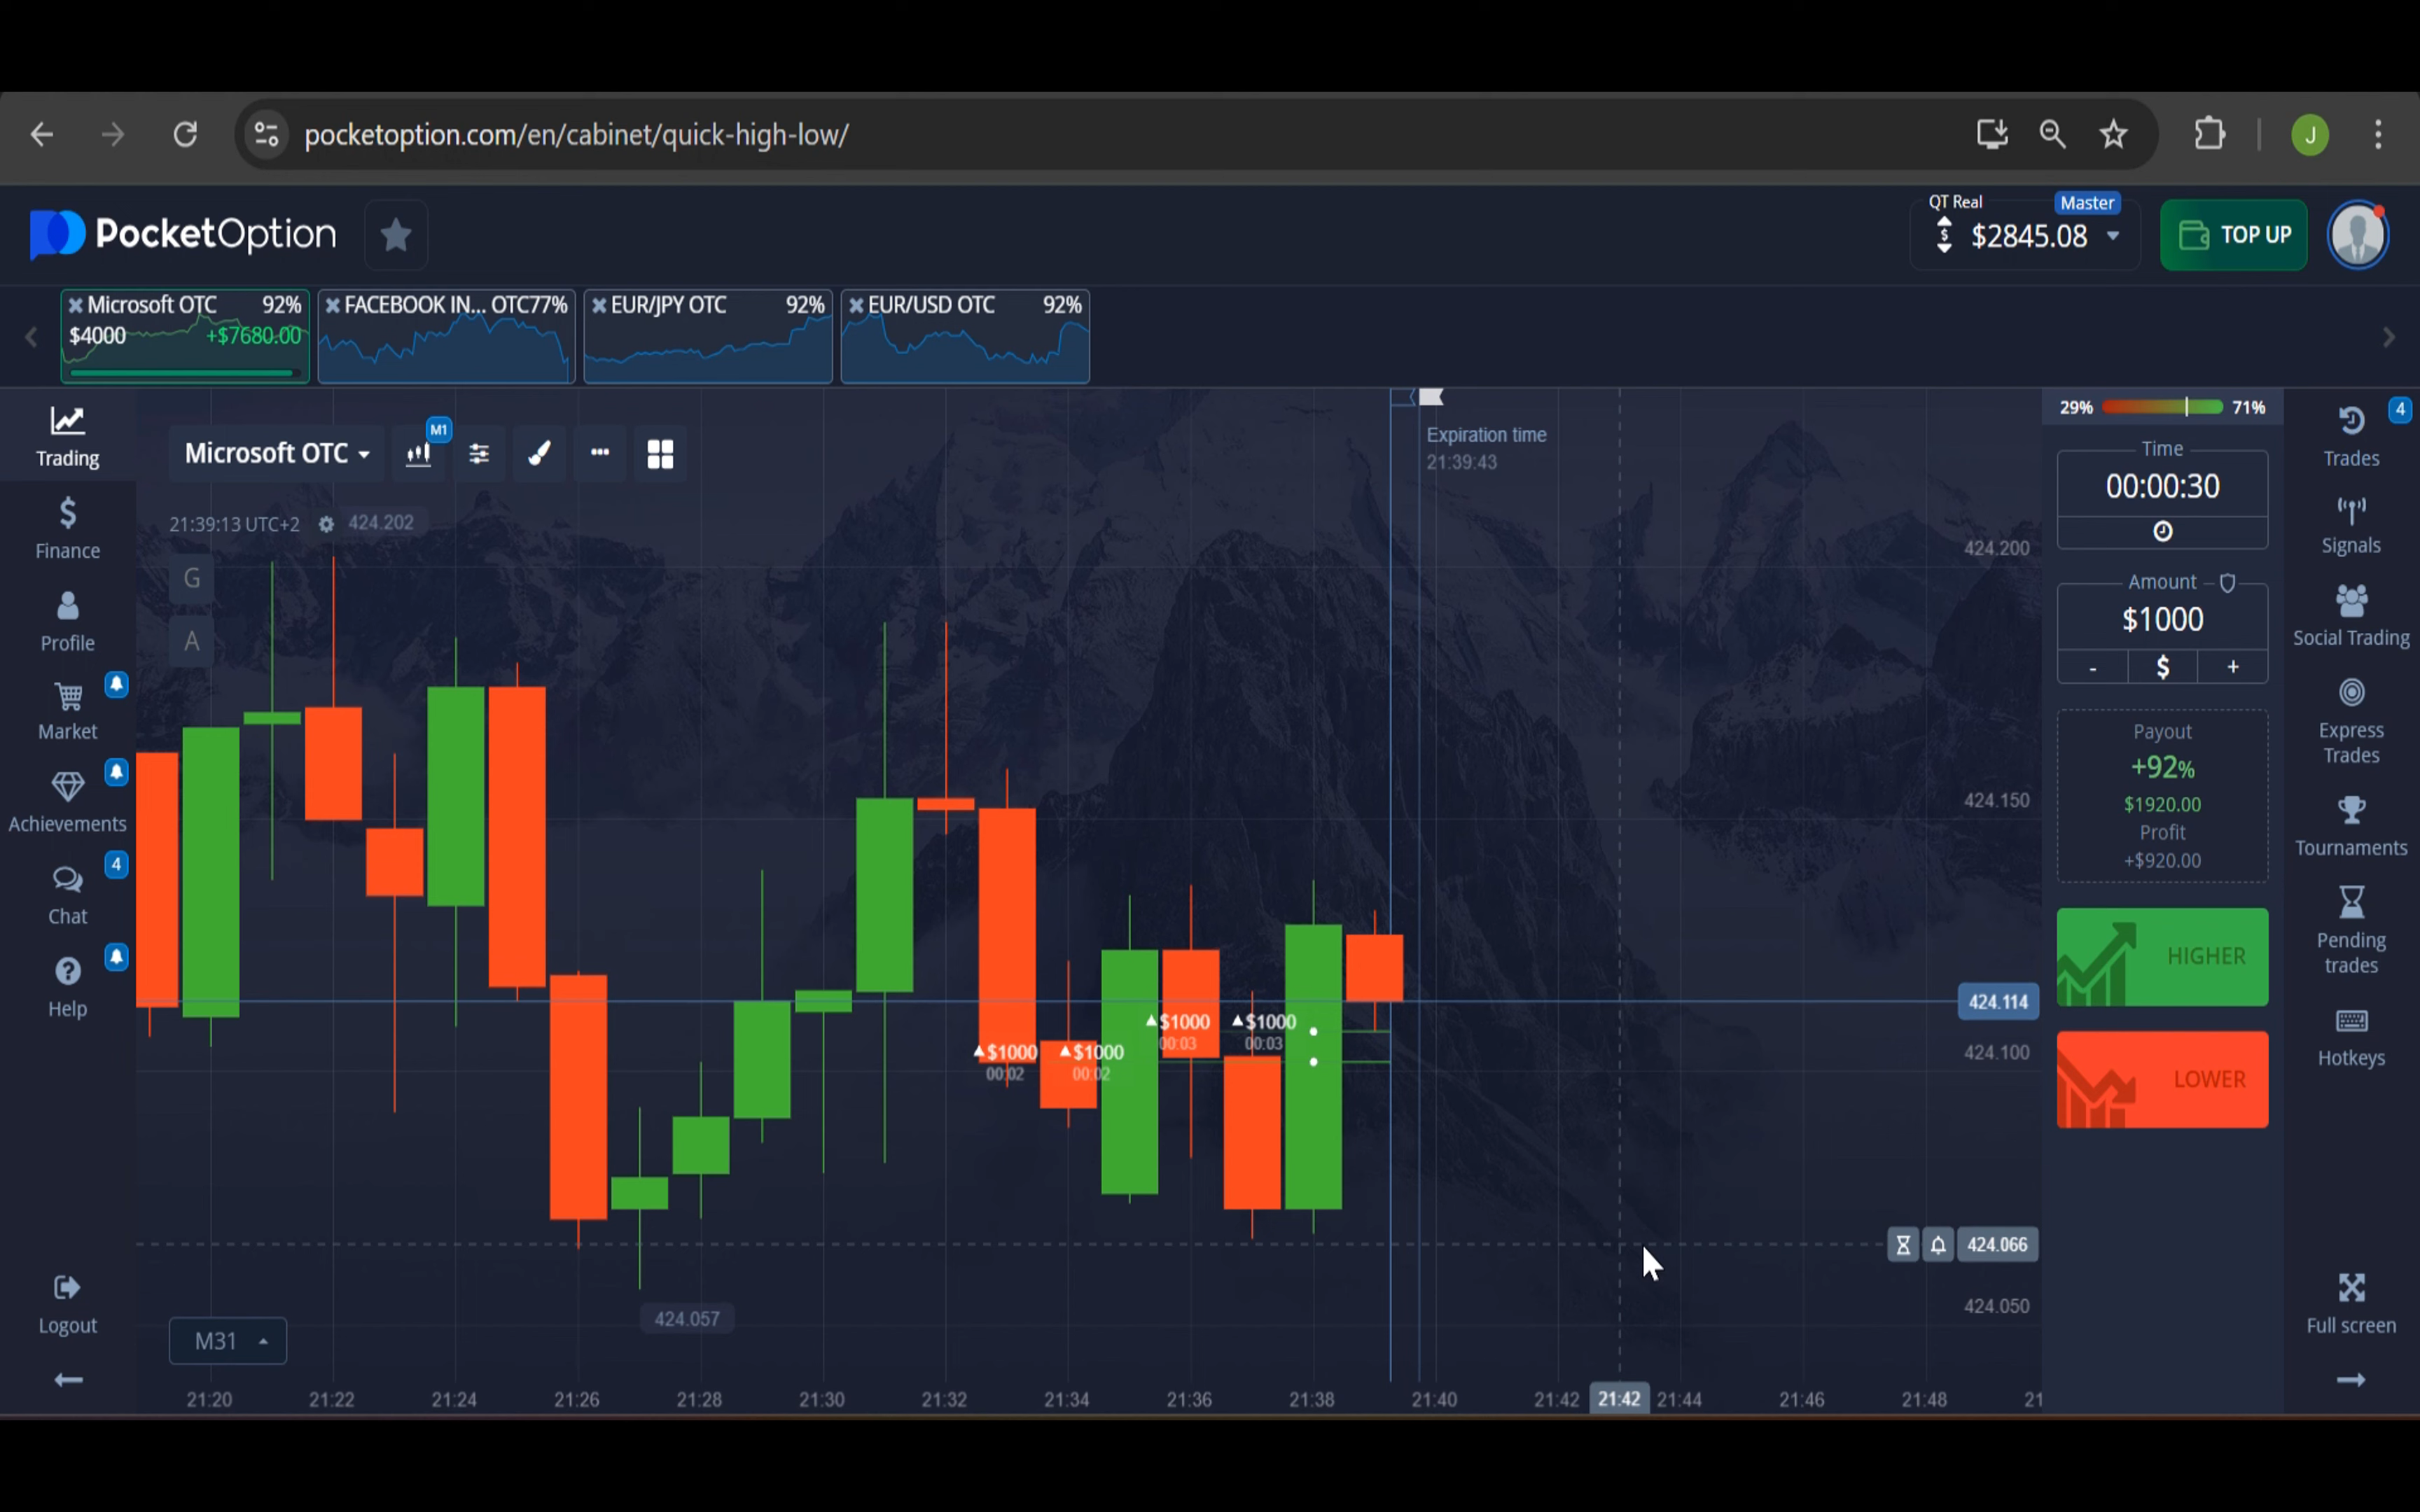 pocketoption.com/en/cabinet/quick-high-low/
J
PocketOption
QT Real
Master
$
$2845.08
TOP UP
Microsoft OTC 92%
$4000 +$7680.00
FACEBOOK IN... OTC77%
EUR/JPY OTC 92%
EUR/USD OTC 92%
Trading
Finance
Profile
Market
Achievements
4
Chat
Help
Logout
Microsoft OTC
M1
21:39:13 UTC+2
424.202
G
A
Expiration time
21:39:43
424.200
424.150
424.114
424.100
424.066
424.050
$1000
00:02
$1000
00:02
$1000
00:03
$1000
00:03
424.057
M31
21:20
21:22
21:24
21:26
21:28
21:30
21:32
21:34
21:36
21:38
21:40
21:42
21:42
21:44
21:46
21:48
21
29% 71%
Time
00:00:30
Amount
$1000
- $ +
Payout
+92%
$1920.00
Profit
+$920.00
HIGHER
LOWER
4
Trades
Signals
Social Trading
Express
Trades
Tournaments
Pending
trades
Hotkeys
Full screen